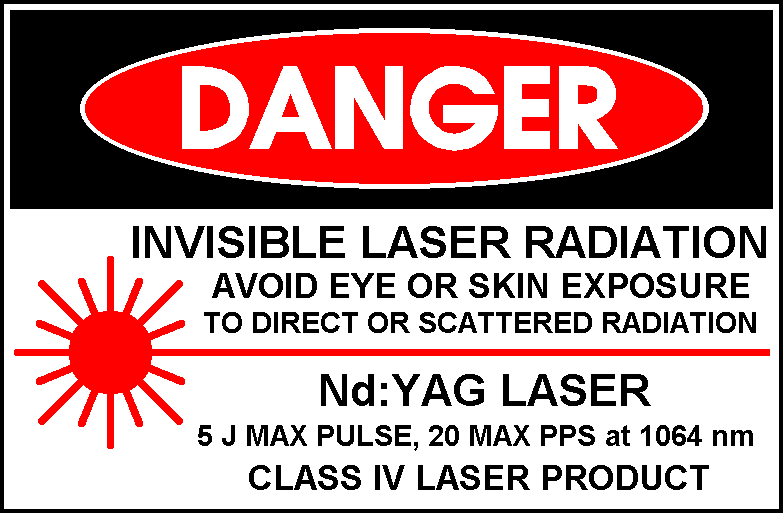 DANGER
INVISIBLE LASER RADIATION
AVOID EYE OR SKIN EXPOSURE
TO DIRECT OR SCATTERED RADIATION
Nd:YAG LASER
5 J MAX PULSE, 20 MAX PPS at 1064 nm
CLASS IV LASER PRODUCT